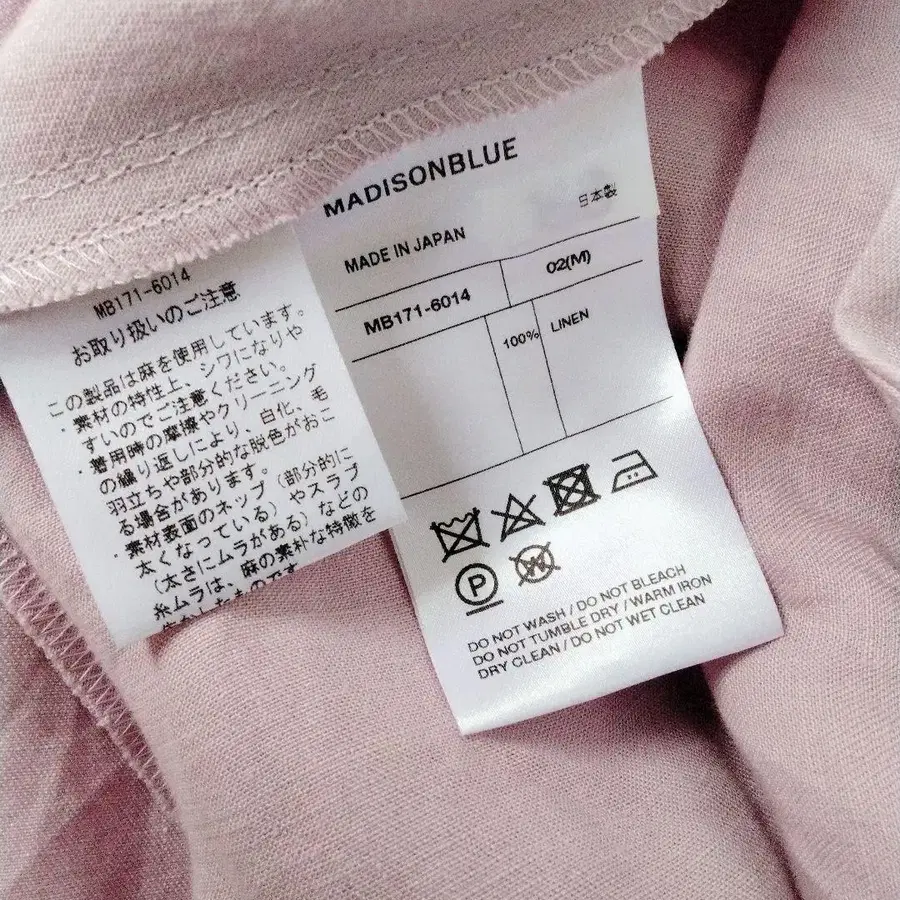 MB171-6014
お取り扱いのご注意
この製品は麻を使用しています。
・素材の特性上、シワになりや
すいのでご注意ください。
・着用時の摩擦やクリーニング
の繰り返しにより、白化、毛
羽立ちや部分的な脱色がおこ
る場合があります。
・素材表面のネップ（部分的に
太くなっている）やスラブ
（太さにムラがある）などの
糸ムラは、麻の素朴な特徴を
MADISONBLUE
MADE IN JAPAN 日本製
MB171-6014 02(M)
100% LINEN
P
W
DO NOT WASH / DO NOT BLEACH
DO NOT TUMBLE DRY / WARM IRON
DRY CLEAN / DO NOT WET CLEAN